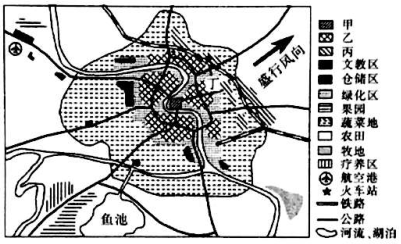 甲
乙
丙
文教区
仓储区
绿化区
果园
蔬菜地
农田
牧地
疗养区
航空港
火车站
铁路
公路
河流、湖泊
盛行风向
丁
鱼池